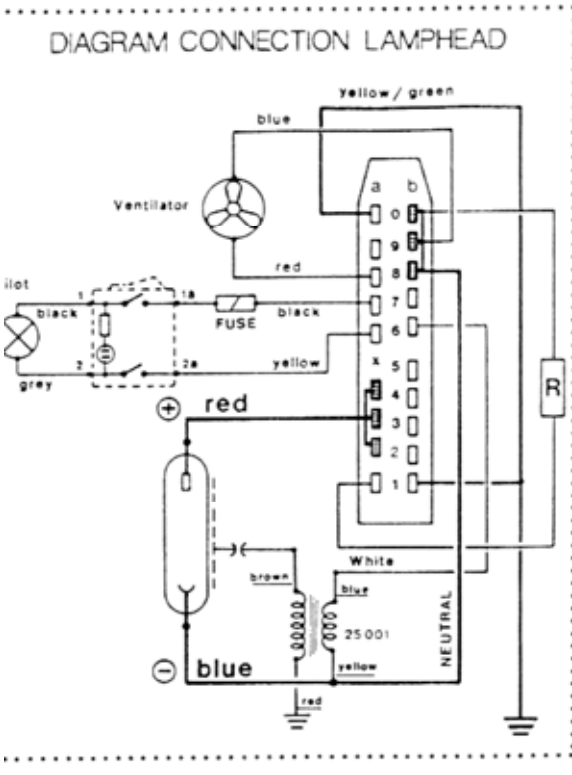 DIAGRAM CONNECTION LAMPHEAD
yellow / green
blue
a b
Ventilator
0
9
red
8
ilot
1
1a
7
black
FUSE
black
6
2
2a
yellow
x
5
grey
4
+ red
3
2
1
White
brown
blue
25001
NEUTRAL
− blue
yellow
red
R